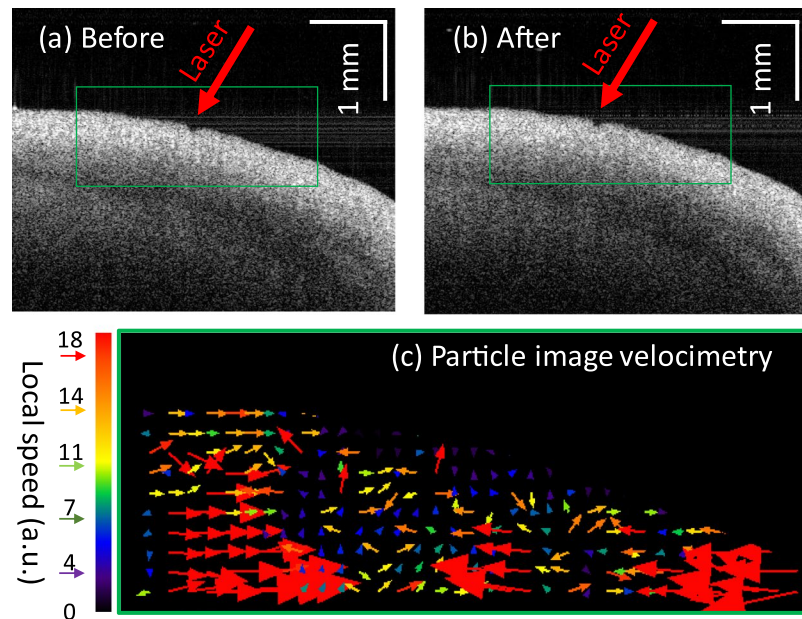 (a) Before
Laser
1 mm
(b) After
Laser
1 mm
(c) Particle image velocimetry
Local speed (a.u.)
18
14
11
7
4
0